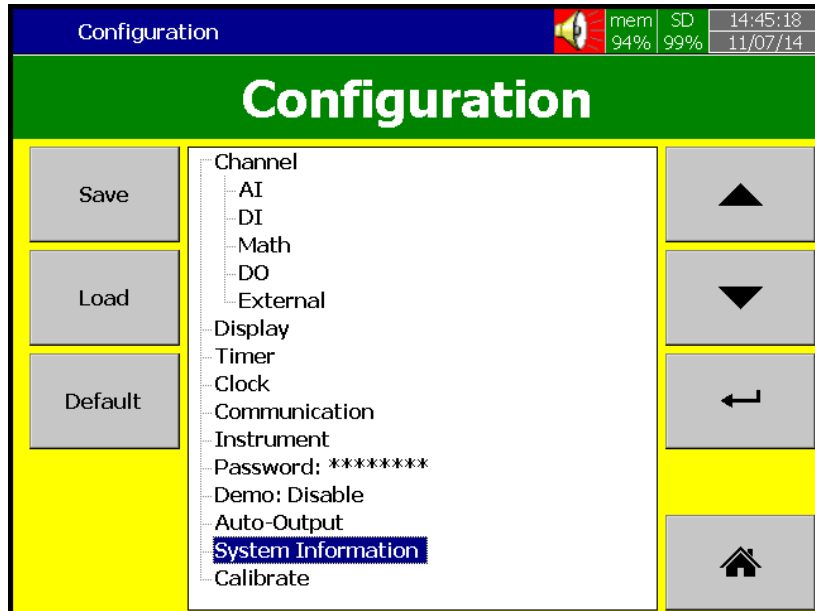 Configuration
mem SD 14:45:18
94% 99% 11/07/14
Configuration
Save
Load
Default
Channel
AI
DI
Math
DO
External
Display
Timer
Clock
Communication
Instrument
Password: ********
Demo: Disable
Auto-Output
System Information
Calibrate